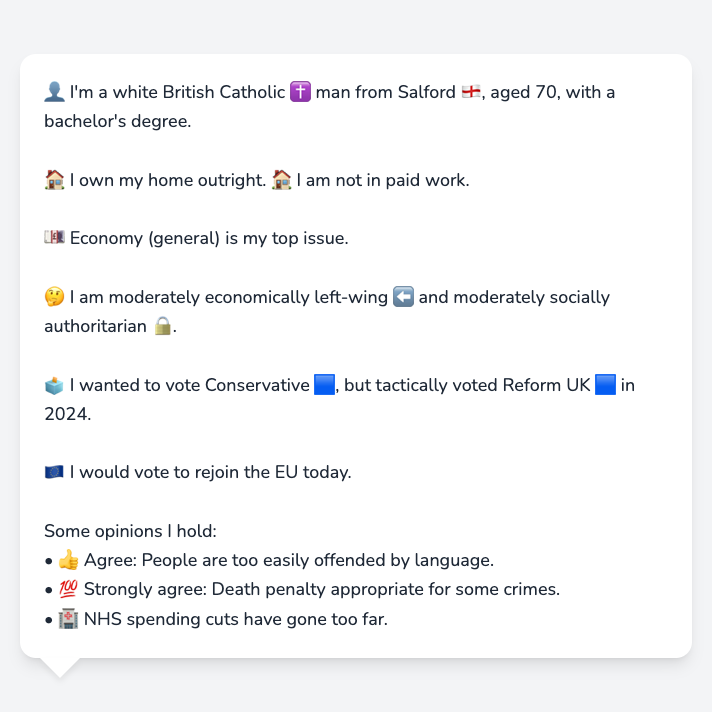 👤 I'm a white British Catholic ✝️ man from Salford 🏴󠁧󠁢󠁥󠁮󠁧󠁿, aged 70, with a
bachelor's degree.
🏠 I own my home outright. 🏠 I am not in paid work.
💷 Economy (general) is my top issue.
🤔 I am moderately economically left-wing ⬅️ and moderately socially
authoritarian 🔒.
🗳️ I wanted to vote Conservative 🟦, but tactically voted Reform UK 🟦 in
2024.
🇪🇺 I would vote to rejoin the EU today.
Some opinions I hold:
• 👍 Agree: People are too easily offended by language.
• 💯 Strongly agree: Death penalty appropriate for some crimes.
• 🏥 NHS spending cuts have gone too far.